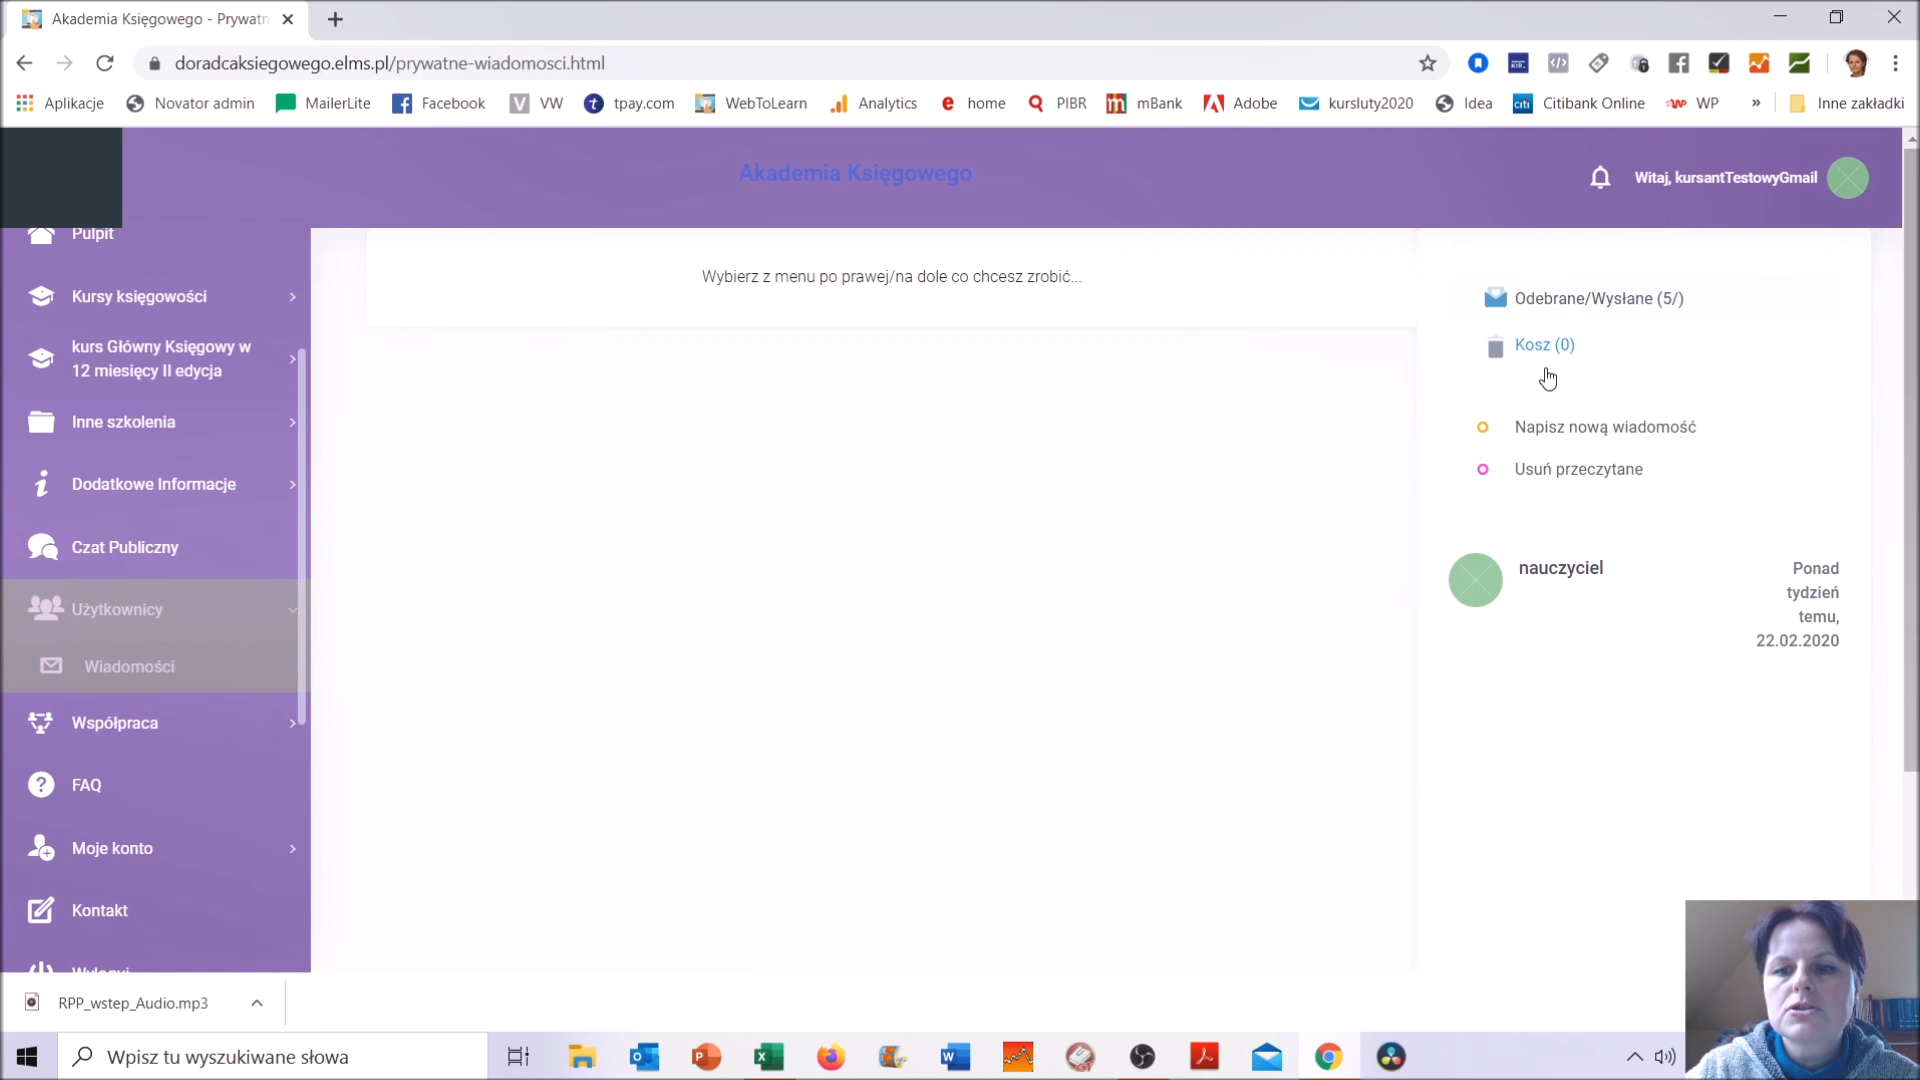 Akademia Księgowego - Prywatn
doradcaksiegowego.elms.pl/prywatne-wiadomosci.html
Aplikacje Novator admin MailerLite Facebook VW tpay.com WebToLearn Analytics home PIBR mBank Adobe kursluty2020 Idea Citibank Online WP » Inne zakładki
Akademia Księgowego
Witaj, kursantTestowyGmail
Pulpit
Kursy księgowości
kurs Główny Księgowy w
12 miesięcy II edycja
Inne szkolenia
Dodatkowe Informacje
Czat Publiczny
Użytkownicy
Wiadomości
Współpraca
FAQ
Moje konto
Kontakt
Wyloguj
Wybierz z menu po prawej/na dole co chcesz zrobić...
Odebrane/Wysłane (5/)
Kosz (0)
Napisz nową wiadomość
Usuń przeczytane
nauczyciel
Ponad
tydzień
temu,
22.02.2020
RPP_wstep_Audio.mp3
Wpisz tu wyszukiwane słowa